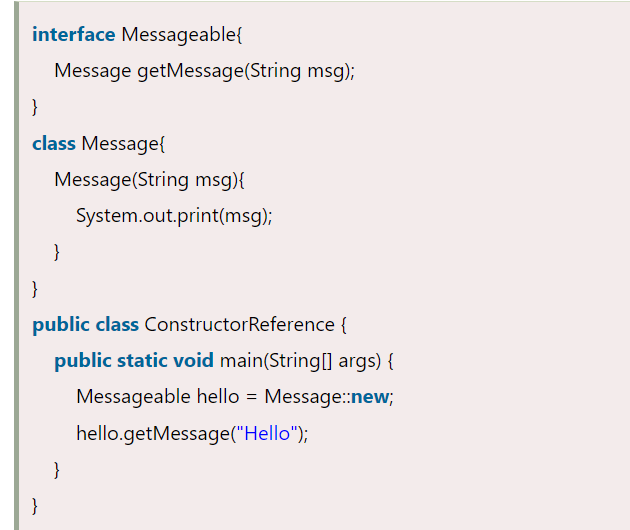 interface Messageable{
Message getMessage(String msg);
}
class Message{
Message(String msg){
System.out.print(msg);
}
}
public class ConstructorReference {
public static void main(String[] args) {
Messageable hello = Message::new;
hello.getMessage("Hello");
}
}